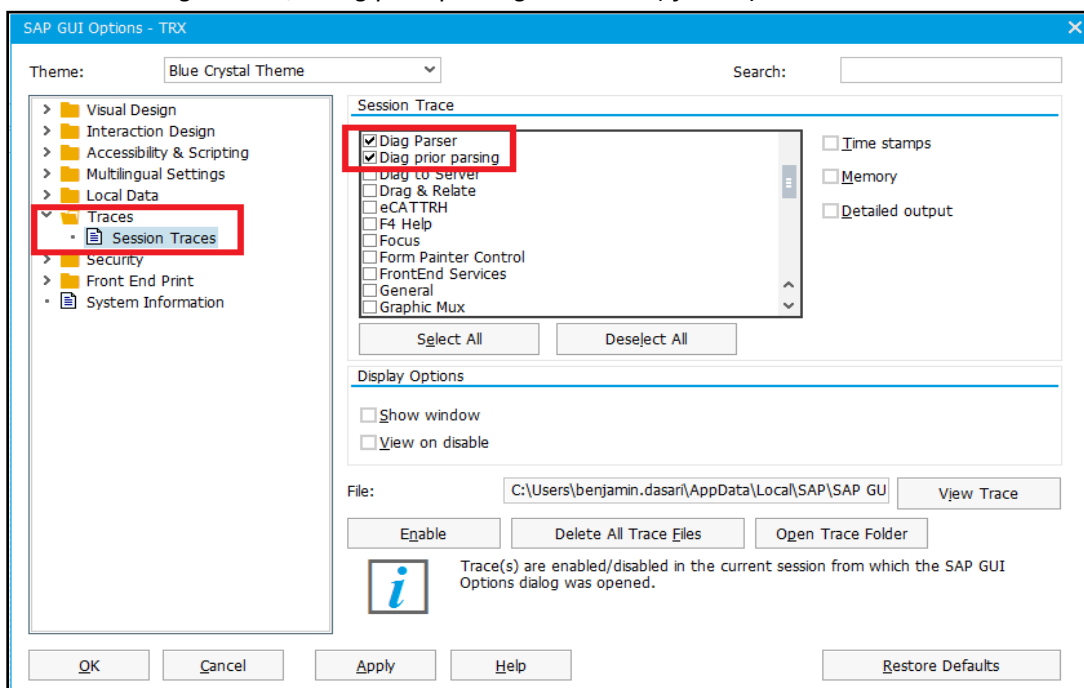 SAP GUI Options - TRX
Theme: Blue Crystal Theme Search:
Visual Design
Interaction Design
Accessibility & Scripting
Multilingual Settings
Local Data
Traces
Session Traces
Security
Front End Print
System Information
Session Trace
Diag Parser
Diag prior parsing
Diag to Server
Drag & Relate
eCATTRH
F4 Help
Focus
Form Painter Control
FrontEnd Services
General
Graphic Mux
Time stamps
Memory
Detailed output
Select All Deselect All
Display Options
Show window
View on disable
File: C:\Users\benjamin.dasari\AppData\Local\SAP\SAP GU View Trace
Enable Delete All Trace Files Open Trace Folder
Trace(s) are enabled/disabled in the current session from which the SAP GUI
Options dialog was opened.
OK Cancel Apply Help Restore Defaults